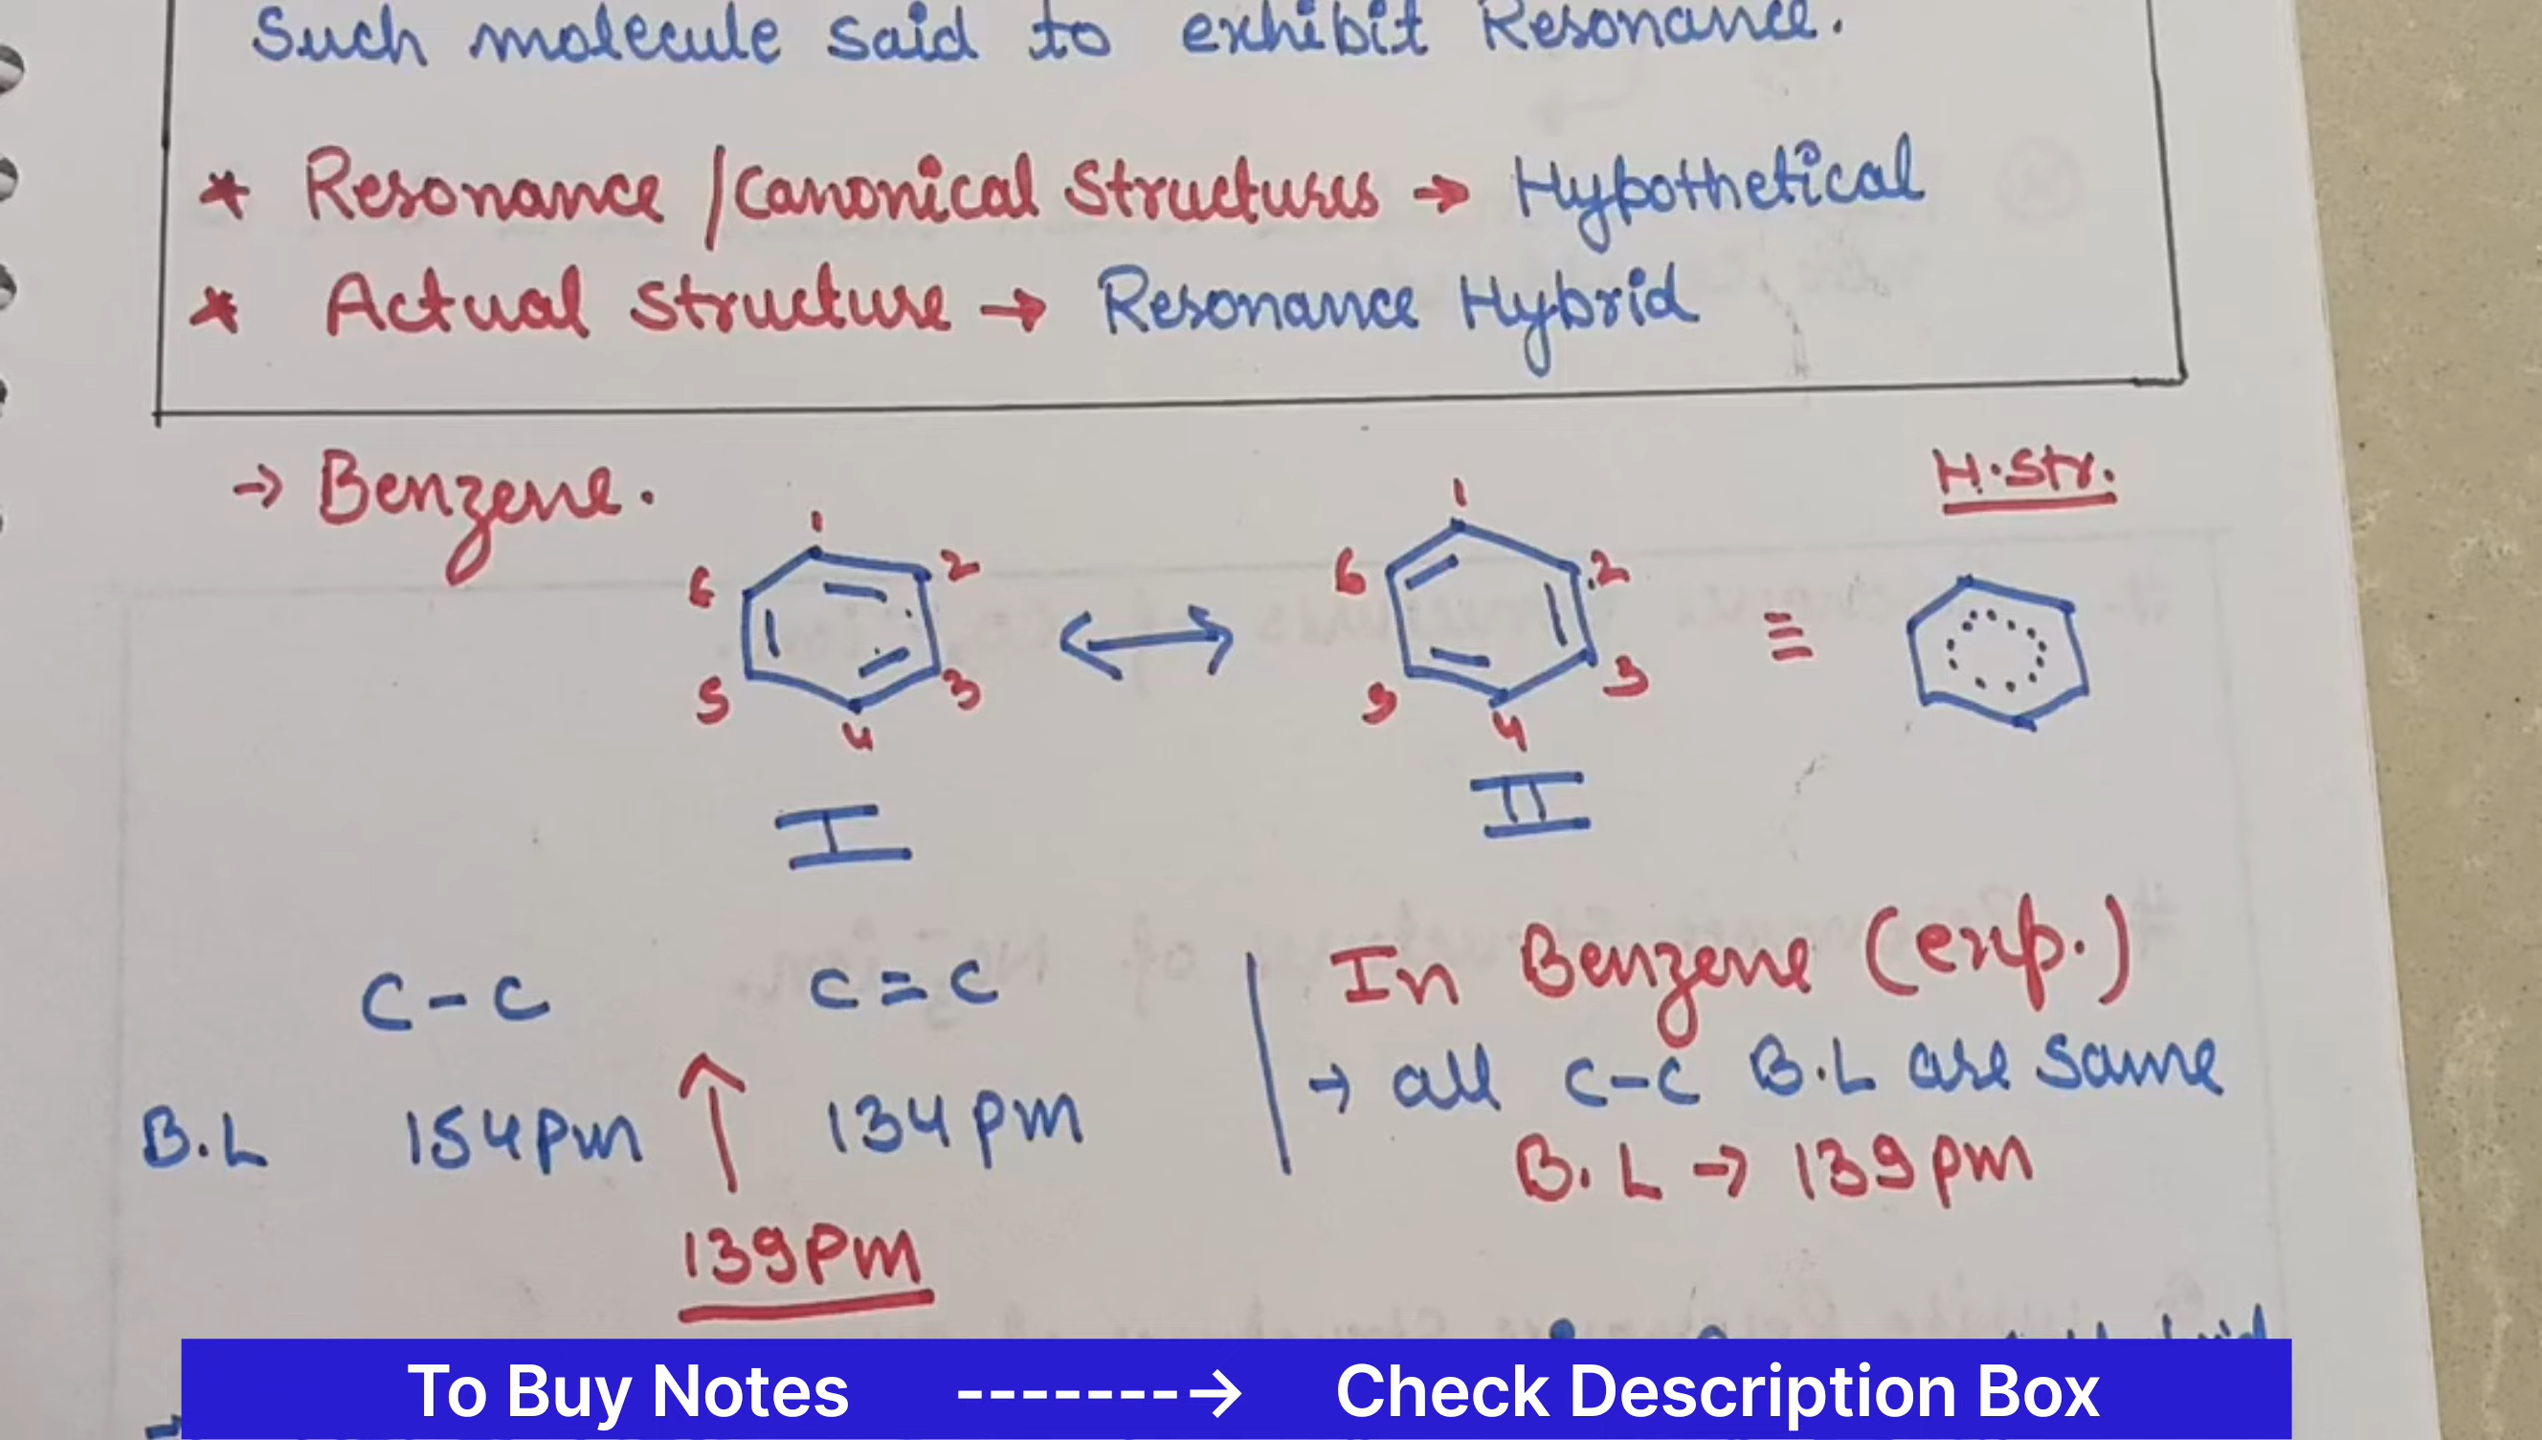 Such molecule said to exhibit Resonance.
* Resonance /Canonical Structures → Hypothetical
* Actual Structure → Resonance Hybrid
→ Benzene.
H.Str.
1 1
6 2 6 2
↔ ≡
5 3 5 3
4 4
I II
C-C C=C
In Benzene (exp.)
→ all C-C B.L are same
B.L 154pm ↑ 134pm
B.L → 139pm
139Pm
To Buy Notes -------→ Check Description Box